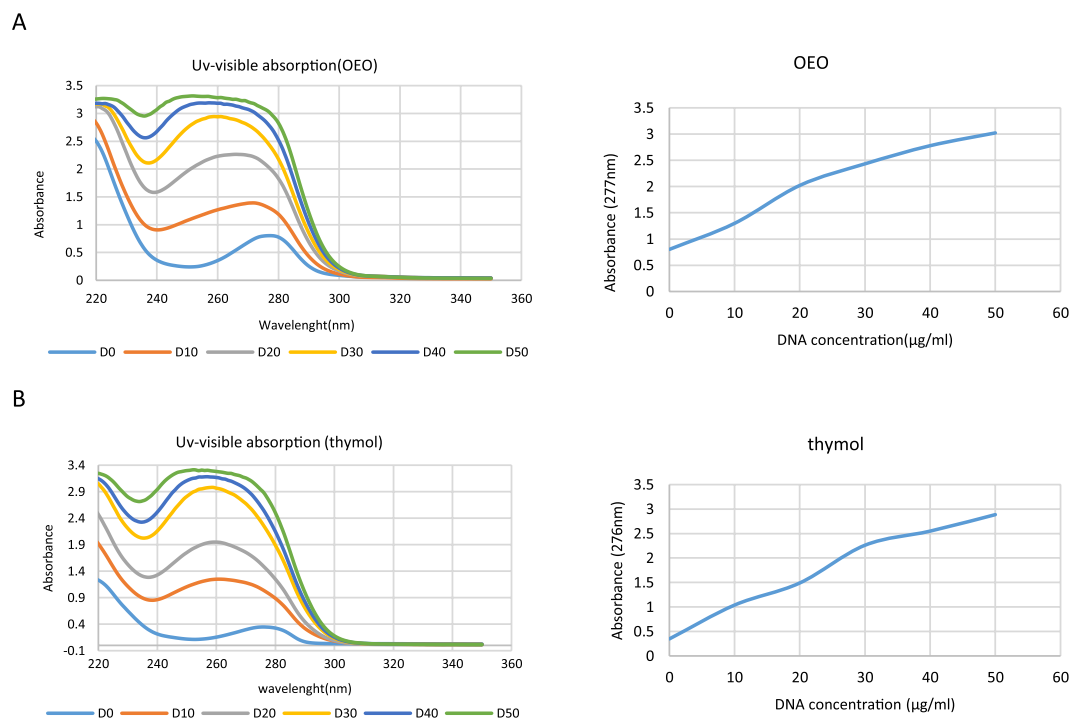 A
Uv-visible absorption(OEO)
Absorbance
3.5
3
2.5
2
1.5
1
0.5
0
220 240 260 280 300 320 340 360
Wavelenght(nm)
D0 D10 D20 D30 D40 D50
OEO
Absorbance (277nm)
3.5
3
2.5
2
1.5
1
0.5
0
0 10 20 30 40 50 60
DNA concentration(µg/ml)
B
Uv-visible absorption (thymol)
Absorbance
3.4
2.9
2.4
1.9
1.4
0.9
0.4
-0.1
220 240 260 280 300 320 340 360
wavelenght(nm)
D0 D10 D20 D30 D40 D50
thymol
Absorbance (276nm)
3.5
3
2.5
2
1.5
1
0.5
0
0 10 20 30 40 50 60
DNA concentration (µg/ml)